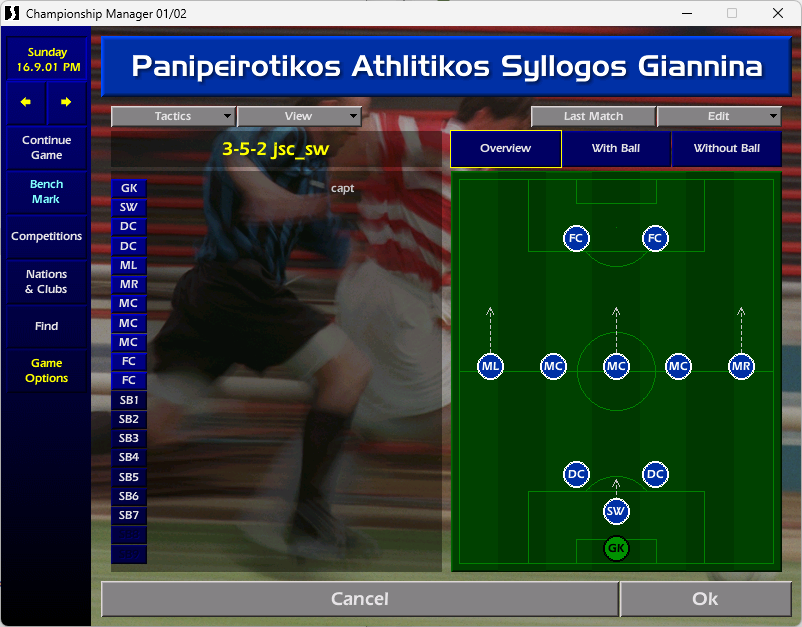 Championship Manager 01/02
Sunday
16.9.01 PM
Continue
Game
Bench
Mark
Competitions
Nations
& Clubs
Find
Game
Options
Panipeirotikos Athlitikos Syllogos Giannina
Tactics
View
Last Match
Edit
3-5-2 jsc_sw
Overview
With Ball
Without Ball
GK
capt
SW
DC
DC
ML
MR
MC
MC
MC
FC
FC
SB1
SB2
SB3
SB4
SB5
SB6
SB7
FC FC
ML MC MC MC MR
DC DC
SW
GK
Cancel
Ok